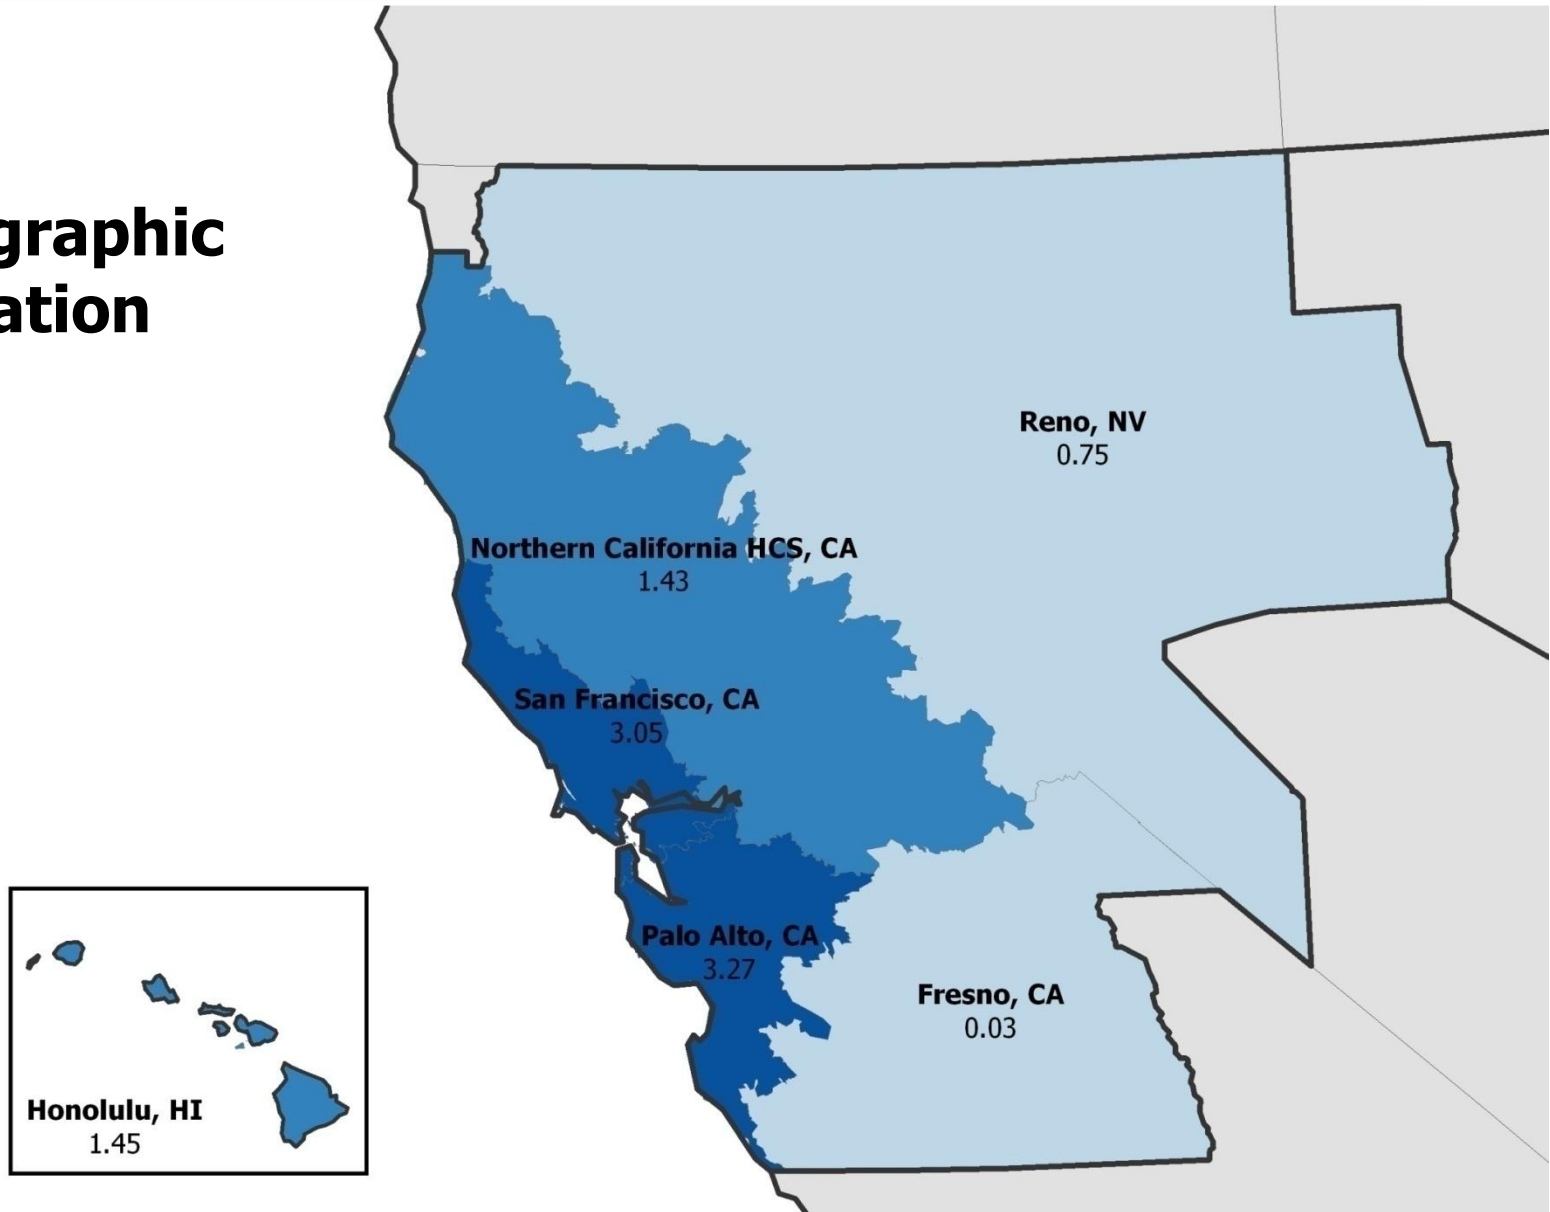 graphic
ation
Reno, NV
0.75
Northern California HCS, CA
1.43
San Francisco, CA
3.05
Palo Alto, CA
3.27
Fresno, CA
0.03
Honolulu, HI
1.45